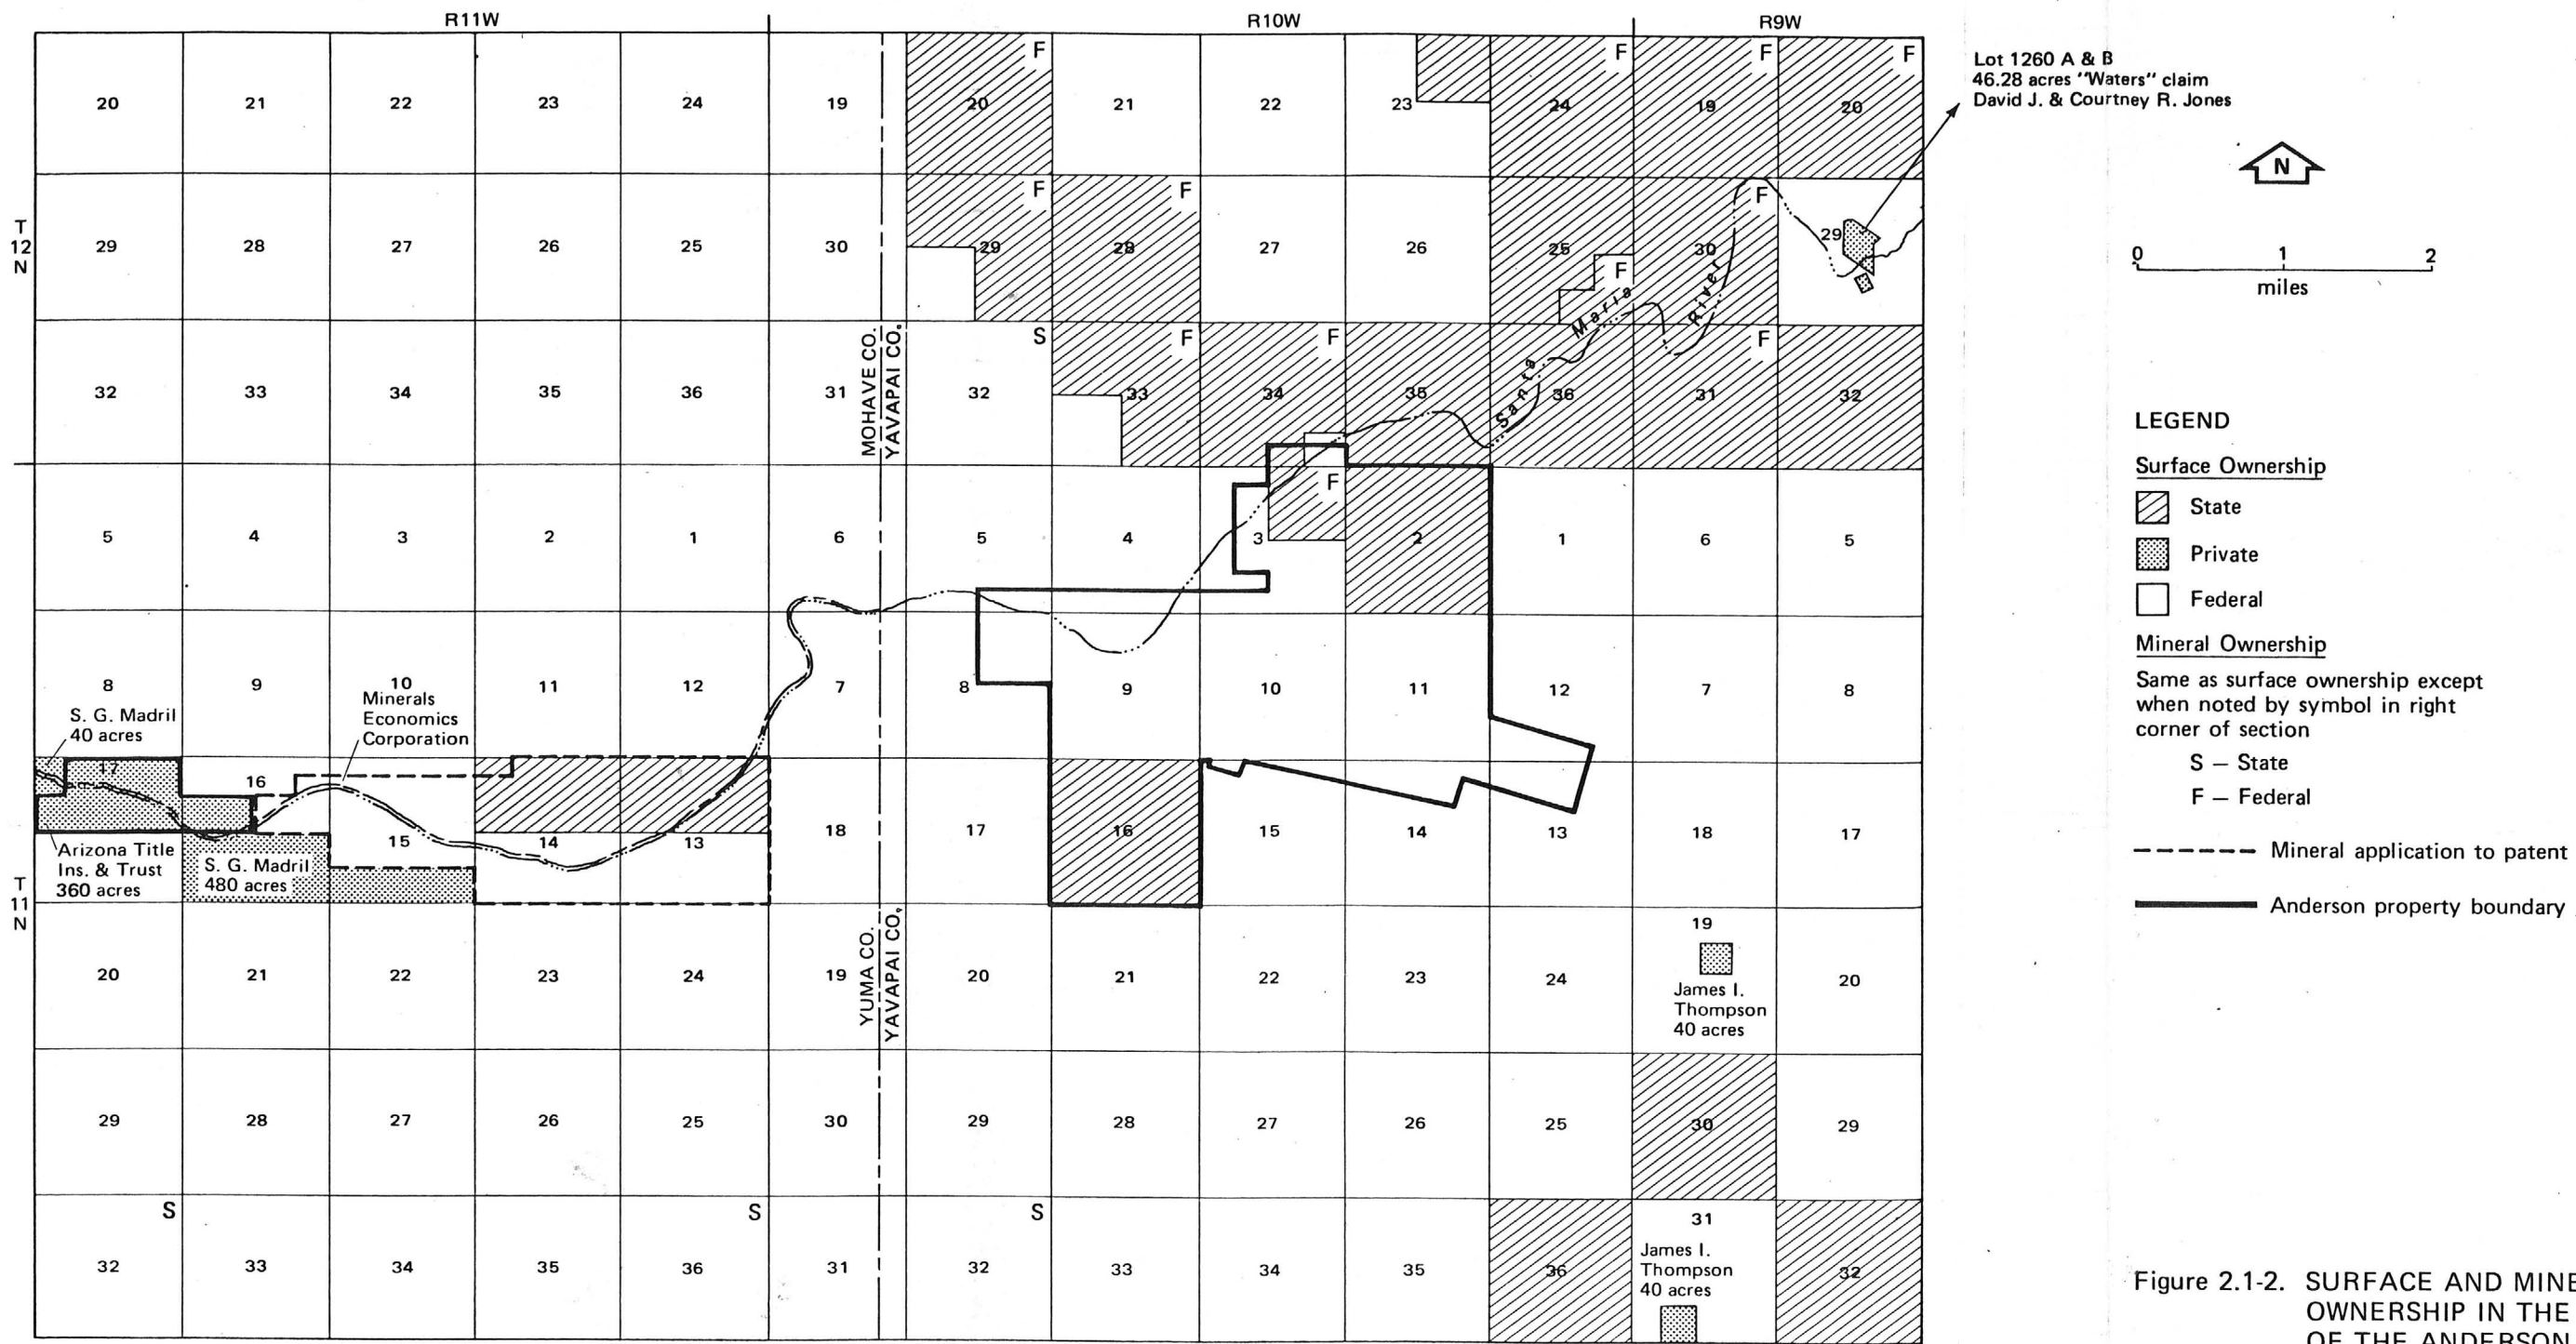 R11W R10W R9W
F F F F
Lot 1260 A & B
46.28 acres "Waters" claim
David J. & Courtney R. Jones
20 21 22 23 24 19 20 21 22 23 24 19 20
N
T
12
N
F F F
29 28 27 26 25 30 29 28 27 26 25 30 29
F
0 1 2
miles
Santa Maria River
MOHAVE CO.
YAVAPAI CO.
S F F F
32 33 34 35 36 31 32 33 34 35 36 31 32
LEGEND
Surface Ownership
State
Private
Federal
F
5 4 3 2 1 6 5 4 3 2 1 6 5
Mineral Ownership
Same as surface ownership except
when noted by symbol in right
corner of section
S – State
F – Federal
Mineral application to patent
Anderson property boundary
8 9 10 11 12 7 8 9 10 11 12 7 8
S. G. Madril
40 acres
Minerals
Economics
Corporation
17 16 15 14 13 18 17 16 15 14 13 18 17
Arizona Title
Ins. & Trust
360 acres
S. G. Madril
480 acres
T
11
N
YUMA CO.
YAVAPAI CO.
20 21 22 23 24 19 20 21 22 23 24 19 20
James I.
Thompson
40 acres
29 28 27 26 25 30 29 28 27 26 25 30 29
S S S
32 33 34 35 36 31 32 33 34 35 36 31 32
James I.
Thompson
40 acres
Figure 2.1-2. SURFACE AND MINE
OWNERSHIP IN THE
OF THE ANDERSON